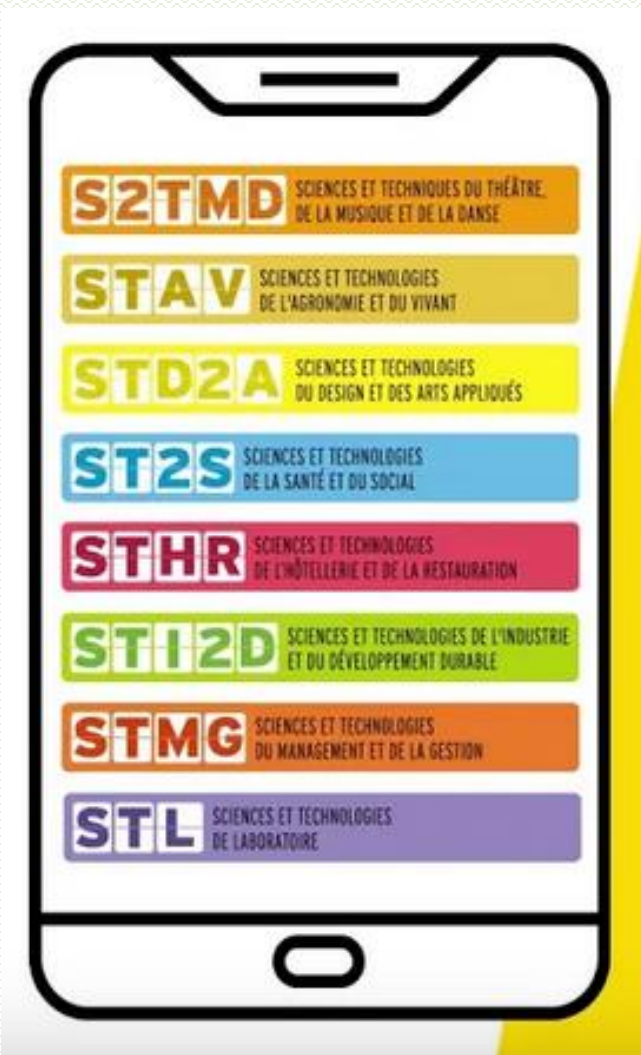 S2TMD
SCIENCES ET TECHNIQUES DU THÉÂTRE,
DE LA MUSIQUE ET DE LA DANSE
STAV
SCIENCES ET TECHNOLOGIES
DE L'AGRONOMIE ET DU VIVANT
STD2A
SCIENCES ET TECHNOLOGIES
DU DESIGN ET DES ARTS APPLIQUÉS
ST2S
SCIENCES ET TECHNOLOGIES
DE LA SANTÉ ET DU SOCIAL
STHR
SCIENCES ET TECHNOLOGIES
DE L'HÔTELLERIE ET DE LA RESTAURATION
STI2D
SCIENCES ET TECHNOLOGIES DE L'INDUSTRIE
ET DU DÉVELOPPEMENT DURABLE
STMG
SCIENCES ET TECHNOLOGIES
DU MANAGEMENT ET DE LA GESTION
STL
SCIENCES ET TECHNOLOGIES
DE LABORATOIRE